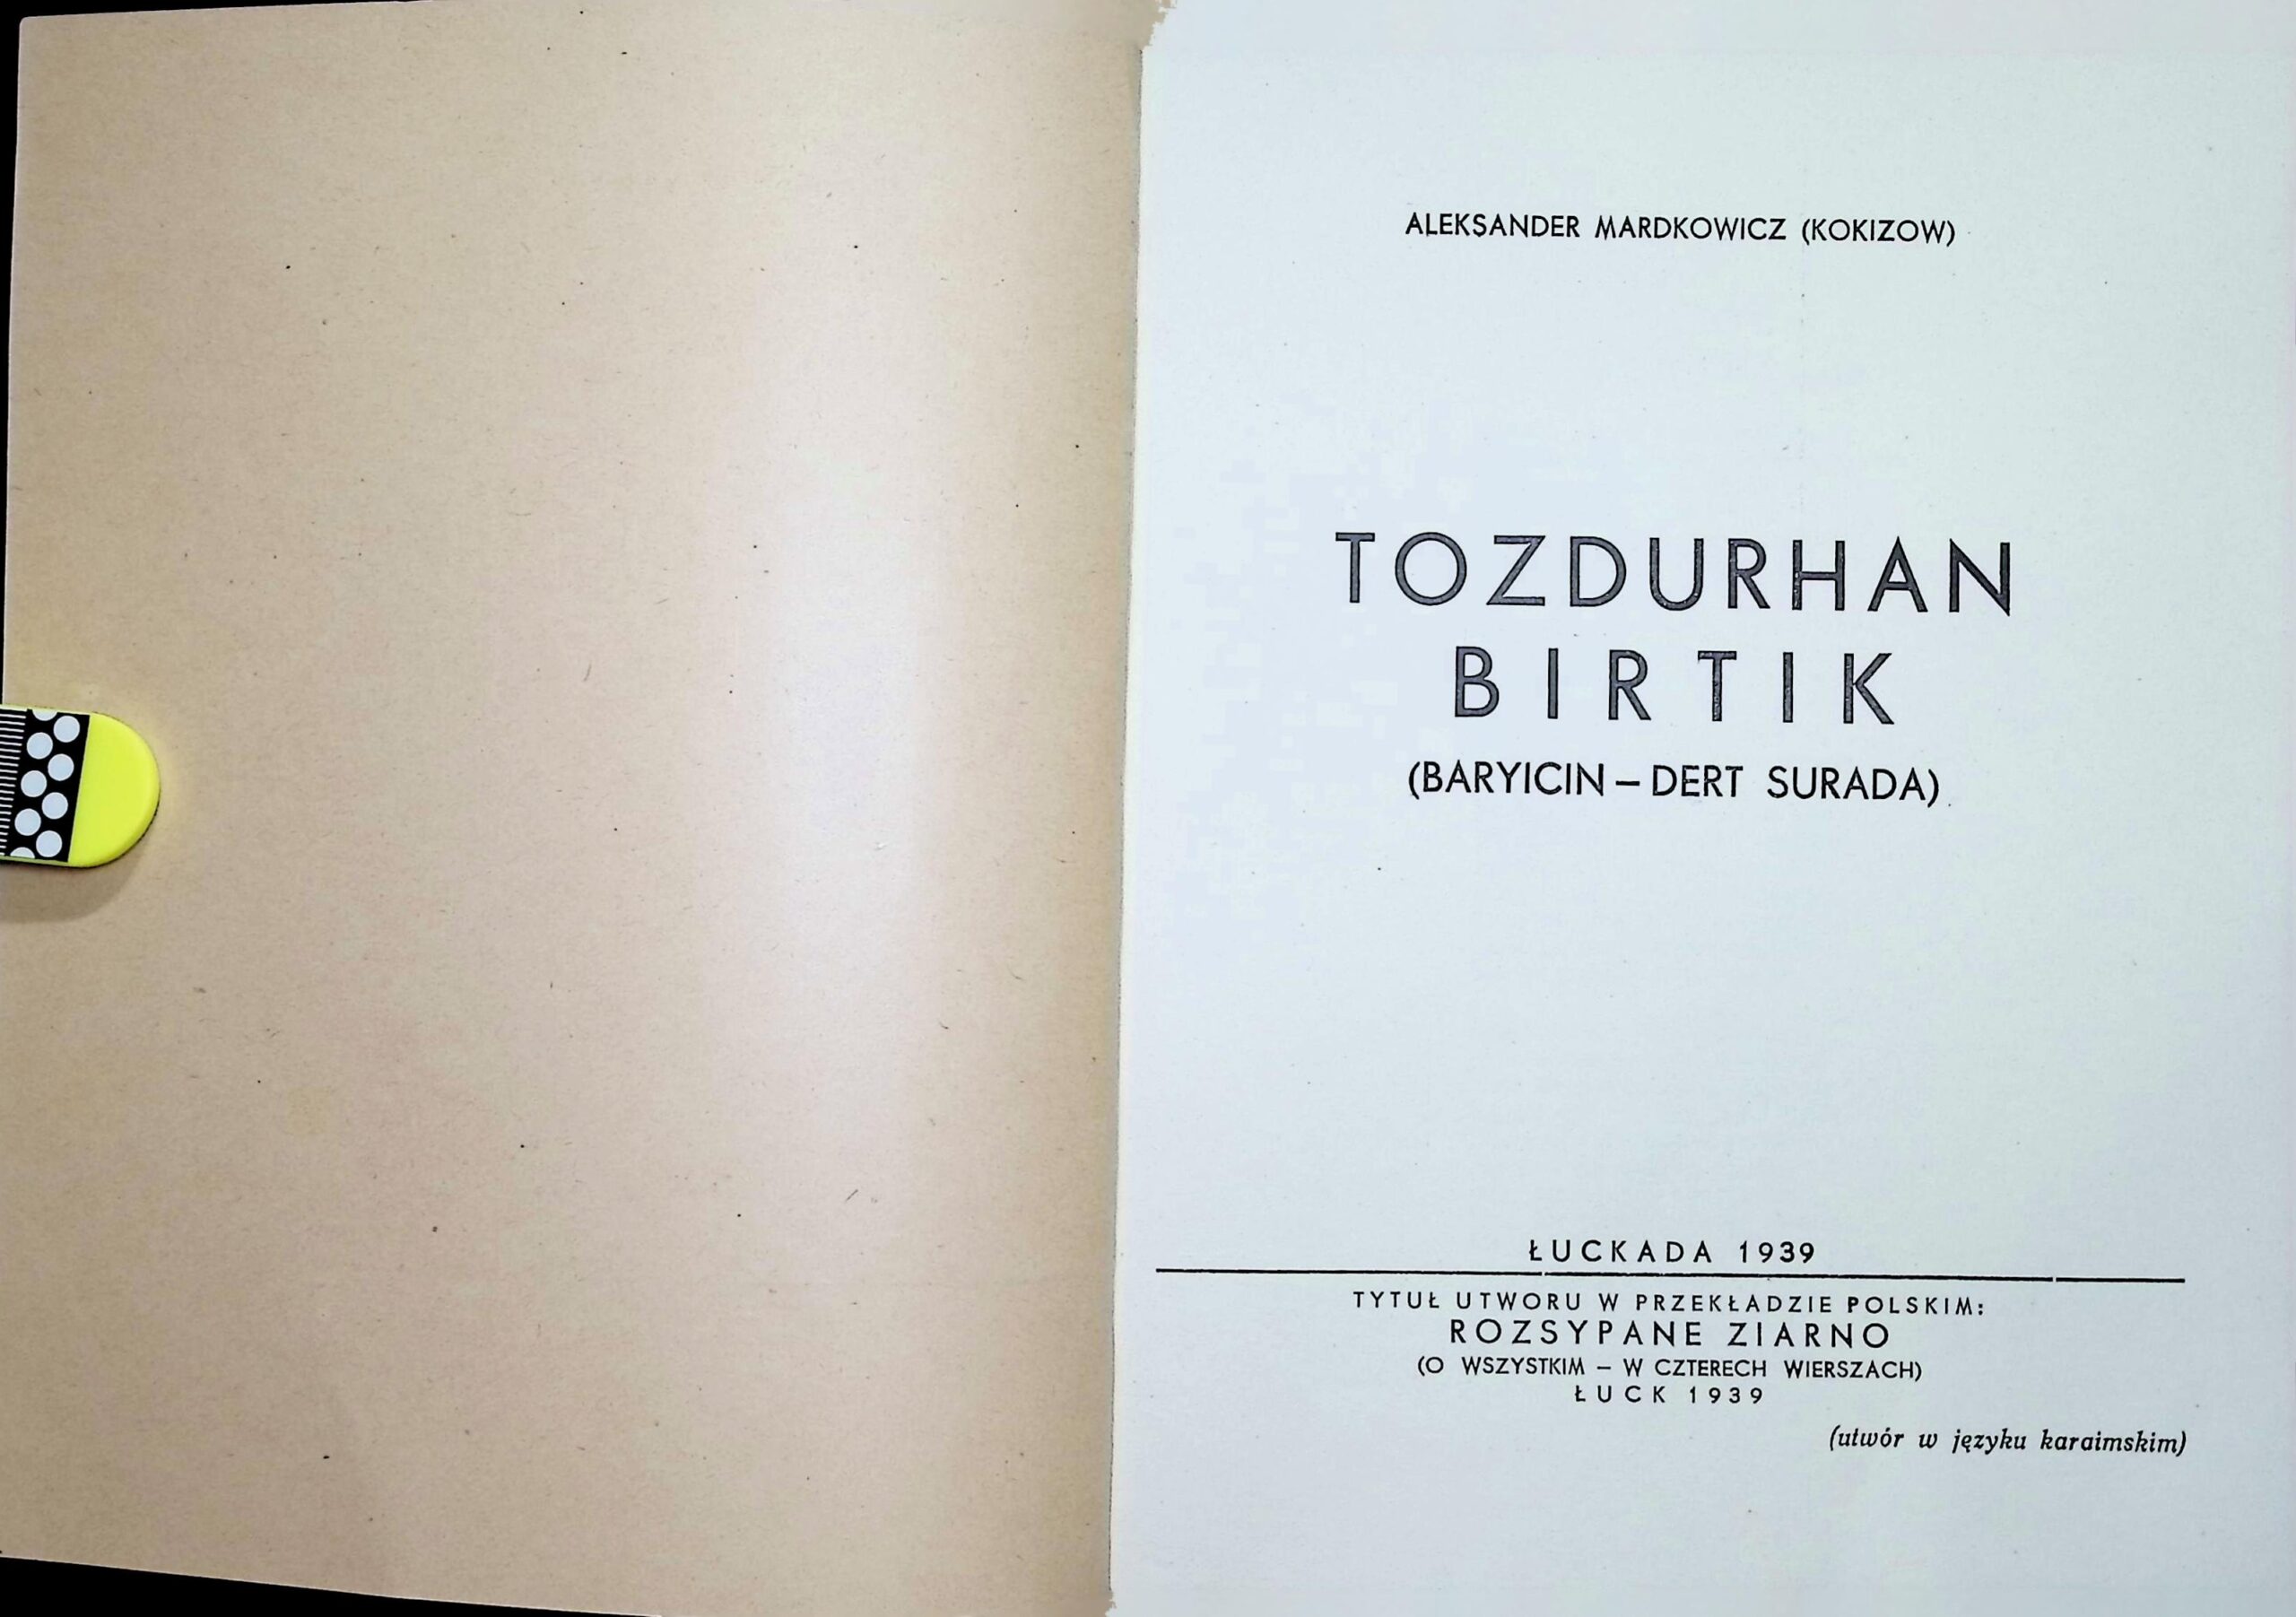 ALEKSANDER MARDKOWICZ (KOKIZOW)
TOZDURHAN
BIRTIK
(BARYICIN – DERT SURADA)
ŁUCKADA 1939
TYTUŁ UTWORU W PRZEKŁADZIE POLSKIM:
ROZSYPANE ZIARNO
(O WSZYSTKIM – W CZTERECH WIERSZACH)
ŁUCK 1939
(utwór w języku karaimskim)